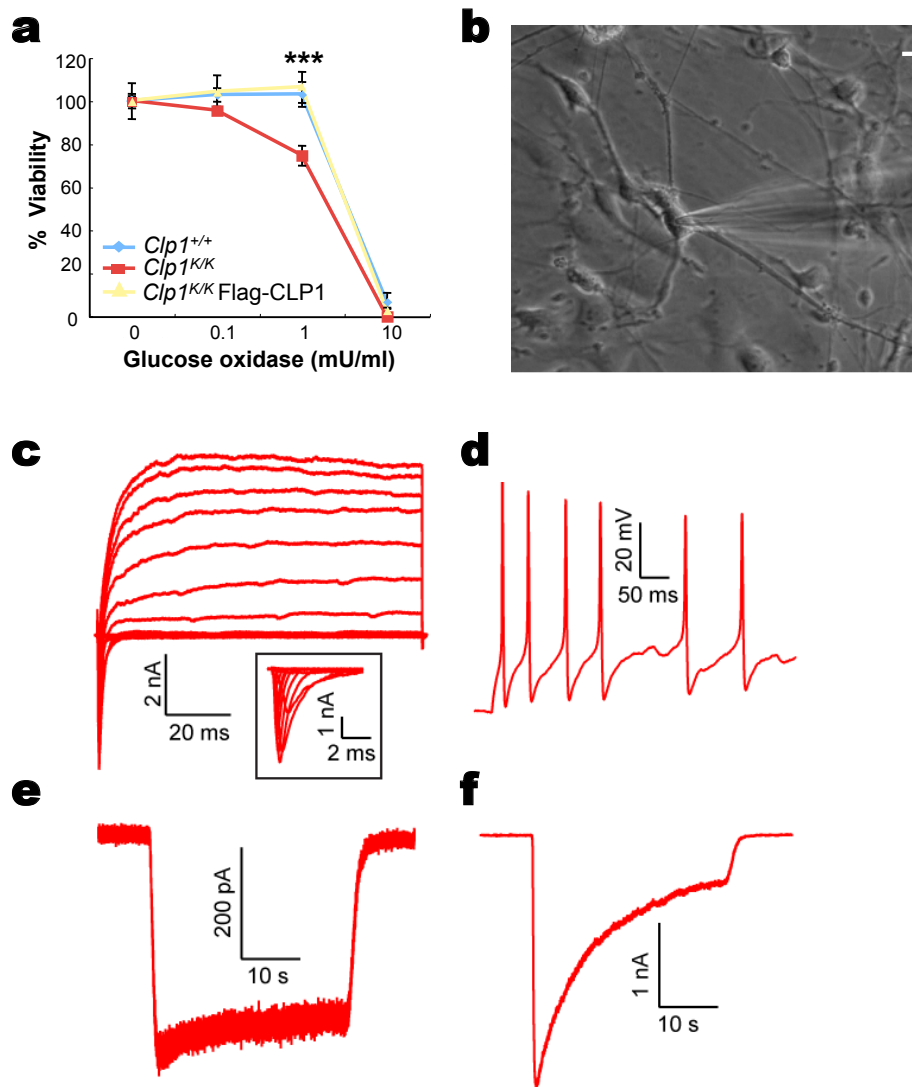 a
120
100
80
60
40
20
0
% Viability
***
Clp1+/+
Clp1K/K
Clp1K/K Flag-CLP1
0 0.1 1 10
Glucose oxidase (mU/ml)
b
c
2 nA
20 ms
1 nA
2 ms
d
20 mV
50 ms
e
200 pA
10 s
f
1 nA
10 s